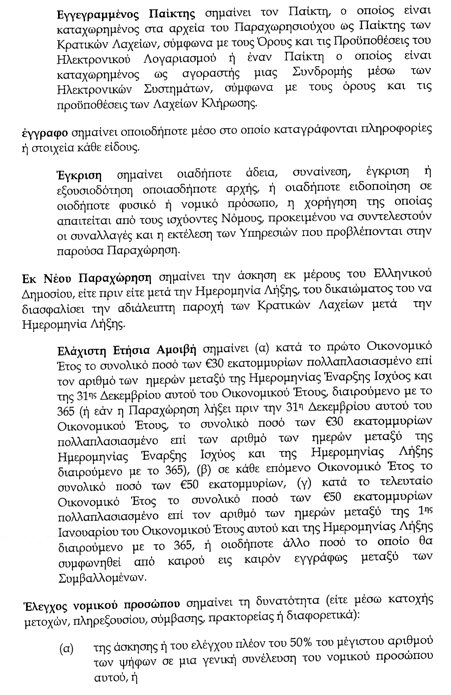 Εγγεγραμμένος Παίκτης σημαίνει τον Παίκτη, ο οποίος είναι
καταχωρημένος στα αρχεία του Παραχωρησιούχου ως Παίκτης των
Κρατικών Λαχείων, σύμφωνα με τους Όρους και τις Προϋποθέσεις του
Ηλεκτρονικού Λογαριασμού ή έναν Παίκτη ο οποίος είναι
καταχωρημένος ως αγοραστής μιας Συνδρομής μέσω των
Ηλεκτρονικών Συστημάτων, σύμφωνα με τους όρους και τις
προϋποθέσεις των Λαχείων Κλήρωσης.
έγγραφο σημαίνει οποιοδήποτε μέσο στο οποίο καταγράφονται πληροφορίες
ή στοιχεία κάθε είδους.
Έγκριση σημαίνει οιαδήποτε άδεια, συναίνεση, έγκριση ή
εξουσιοδότηση οποιασδήποτε αρχής, ή οιαδήποτε ειδοποίηση σε
οιοδήποτε φυσικό ή νομικό πρόσωπο, η χορήγηση της οποίας
απαιτείται από τους ισχύοντες Νόμους, προκειμένου να συντελεστούν
οι συναλλαγές και η εκτέλεση των Υπηρεσιών που προβλέπονται στην
παρούσα Παραχώρηση.
Εκ Νέου Παραχώρηση σημαίνει την άσκηση εκ μέρους του Ελληνικού
Δημοσίου, είτε πριν είτε μετά την Ημερομηνία Λήξης, του δικαιώματος του να
διασφαλίσει την αδιάλειπτη παροχή των Κρατικών Λαχείων μετά την
Ημερομηνία Λήξης.
Ελάχιστη Ετήσια Αμοιβή σημαίνει (α) κατά το πρώτο Οικονομικό
Έτος το συνολικό ποσό των €30 εκατομμυρίων πολλαπλασιασμένο επί
τον αριθμό των ημερών μεταξύ της Ημερομηνίας Έναρξης Ισχύος και
της 31ης Δεκεμβρίου αυτού του Οικονομικού Έτους, διαιρούμενο με το
365 (ή εάν η Παραχώρηση λήξει πριν την 31η Δεκεμβρίου αυτού του
Οικονομικού Έτους, το συνολικό ποσό των €30 εκατομμυρίων
πολλαπλασιασμένο επί των αριθμό των ημερών μεταξύ της
Ημερομηνίας Έναρξης Ισχύος και της Ημερομηνίας Λήξης
διαιρούμενο με το 365), (β) σε κάθε επόμενο Οικονομικό Έτος το
συνολικό ποσό των €50 εκατομμυρίων, (γ) κατά το τελευταίο
Οικονομικό Έτος το συνολικό ποσό των €50 εκατομμυρίων
πολλαπλασιασμένο επί τον αριθμό των ημερών μεταξύ της 1ης
Ιανουαρίου του Οικονομικού Έτους αυτού και της Ημερομηνίας Λήξης
διαιρούμενο με το 365, ή οιοδήποτε άλλο ποσό το οποίο θα
συμφωνηθεί από καιρού εις καιρόν εγγράφως μεταξύ των
Συμβαλλομένων.
Έλεγχος νομικού προσώπου σημαίνει τη δυνατότητα (είτε μέσω κατοχής
μετοχών, πληρεξουσίου, σύμβασης, πρακτορείας ή διαφορετικά):
(α) της άσκησης ή του ελέγχου πλέον του 50% του μέγιστου αριθμού
των ψήφων σε μια γενική συνέλευση του νομικού προσώπου
αυτού, ή